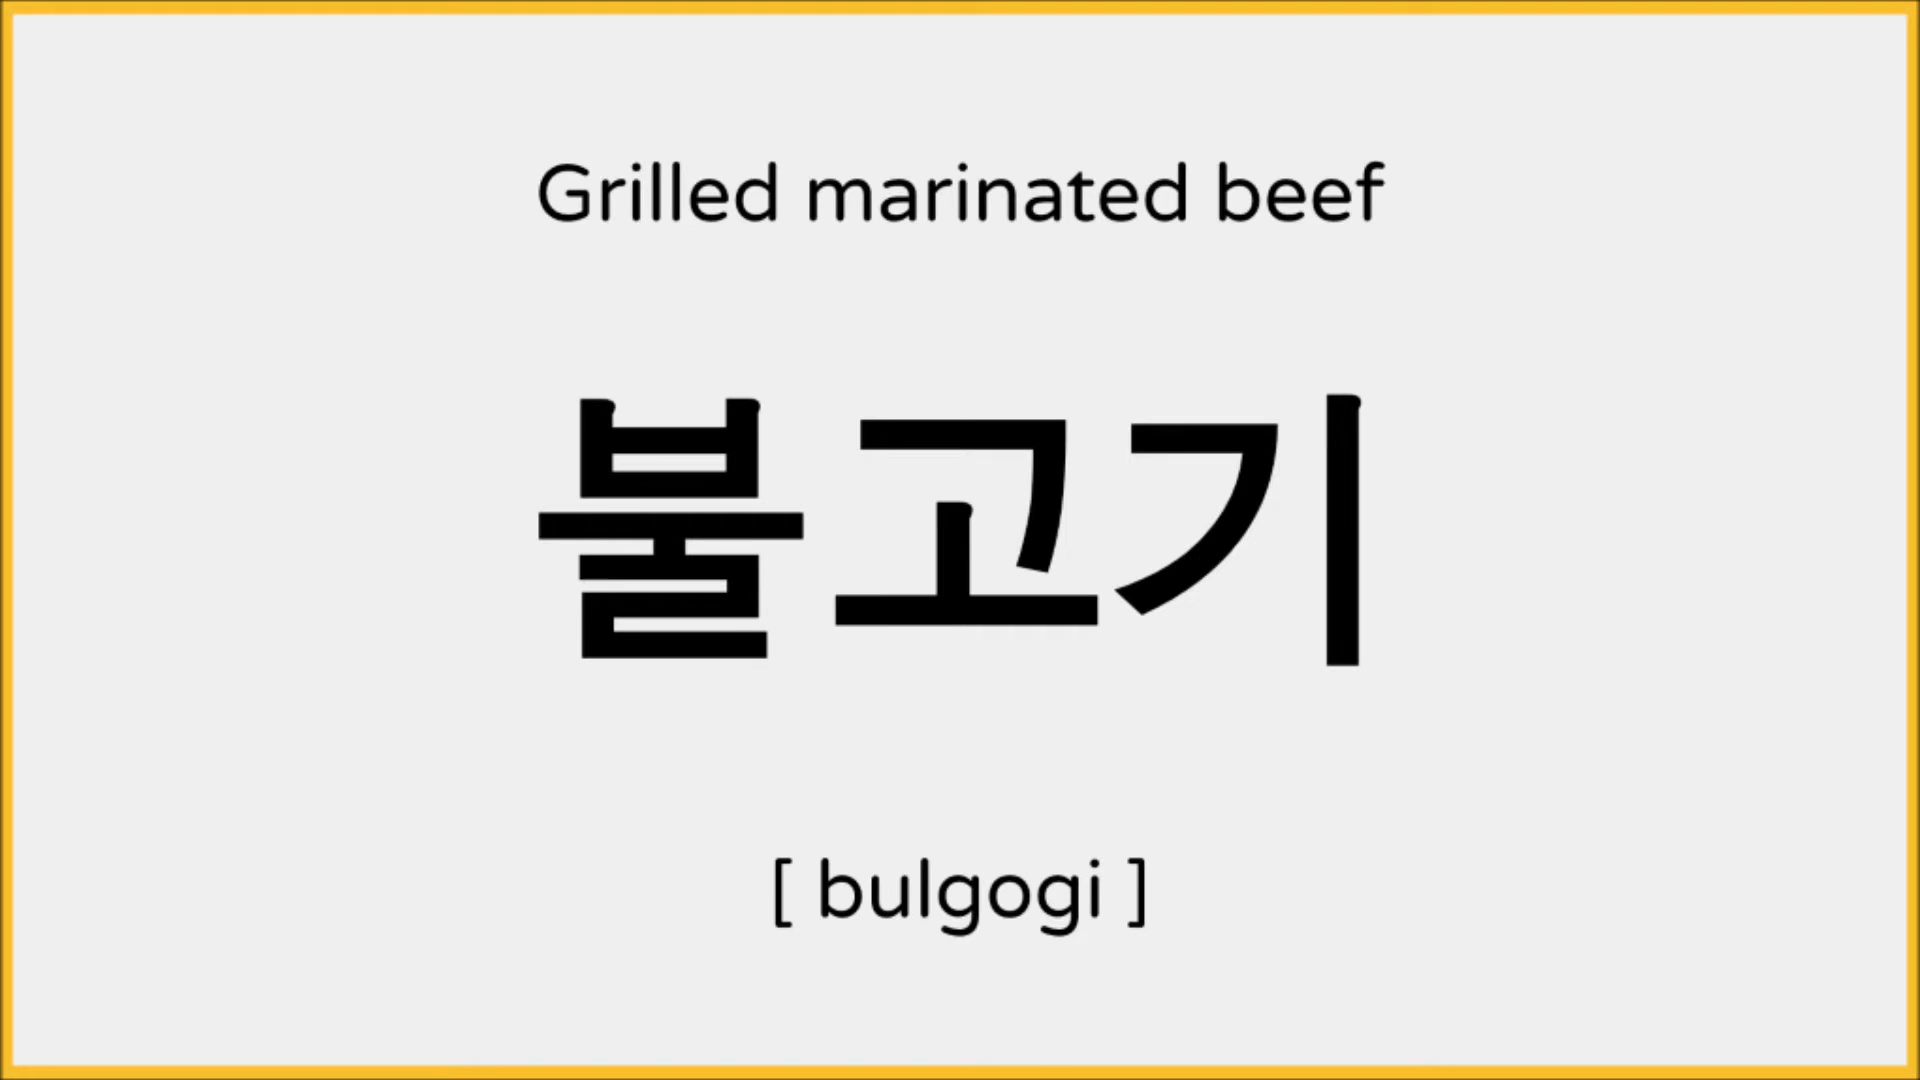 Grilled marinated beef
불고기
[ bulgogi ]